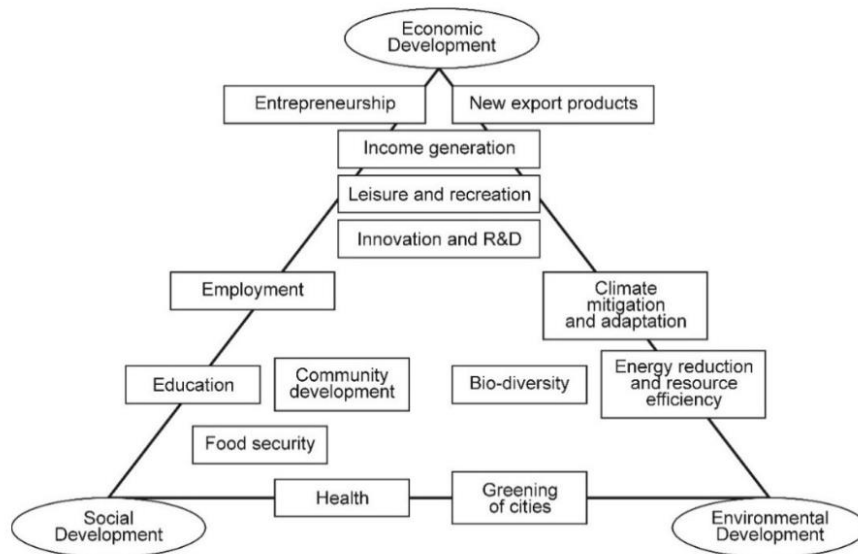 Economic
Development
Entrepreneurship
New export products
Income generation
Leisure and recreation
Innovation and R&D
Employment
Climate
mitigation
and adaptation
Education
Community
development
Bio-diversity
Energy reduction
and resource
efficiency
Food security
Health
Greening
of cities
Social
Development
Environmental
Development